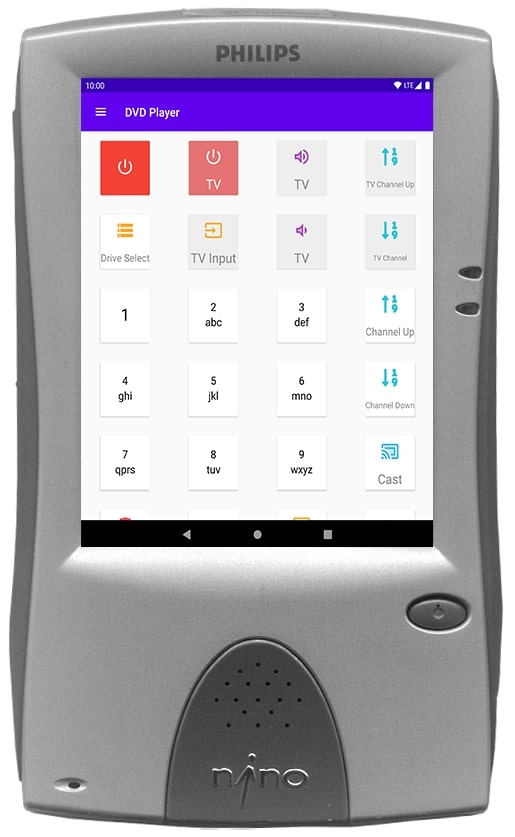 PHILIPS
10:00
LTE
DVD Player
TV
TV
TV Channel Up
Drive Select
TV Input
TV
TV Channel
1
2
abc
3
def
Channel Up
4
ghi
5
jkl
6
mno
Channel Down
7
qprs
8
tuv
9
wxyz
Cast
nino